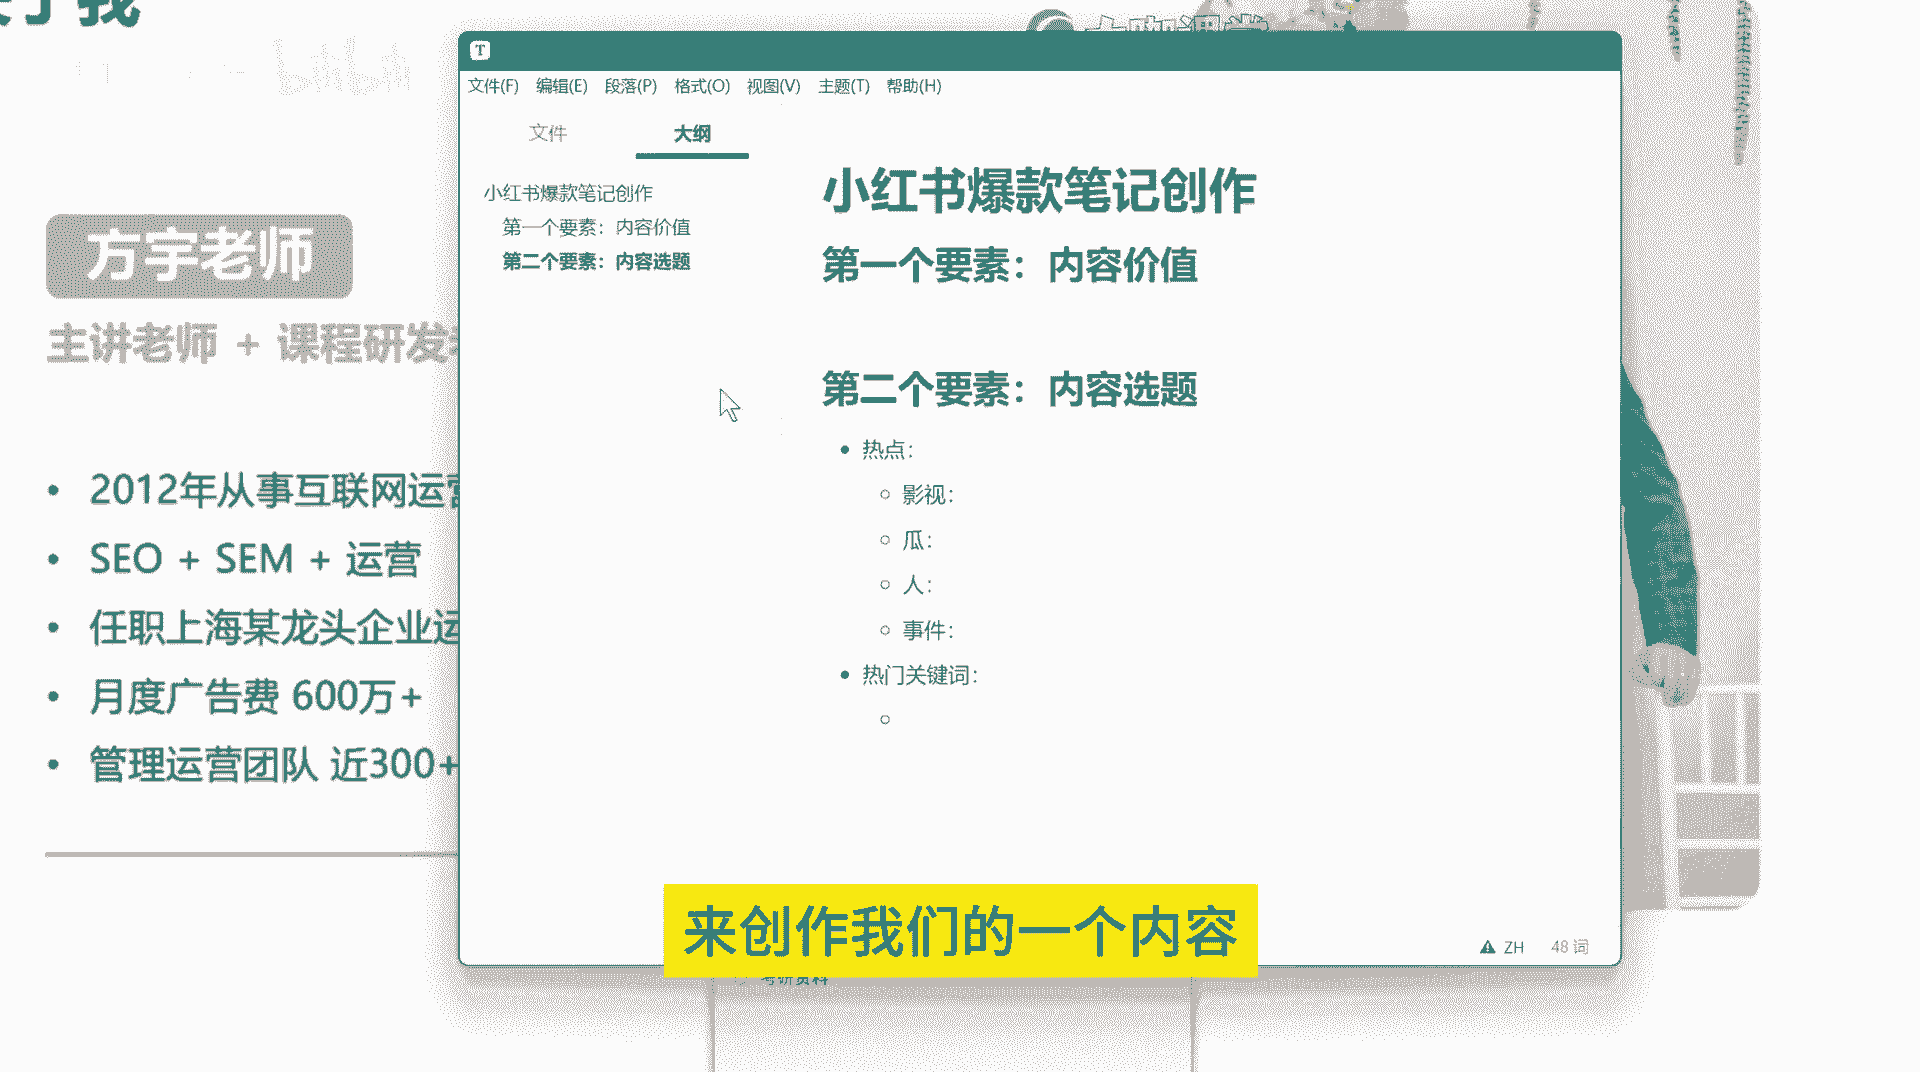 bilibili
方宇老师
主讲老师 + 课程研发
2012年从事互联网运营
SEO + SEM + 运营
任职上海某龙头企业运
月度广告费 600万+
管理运营团队 近300+
T
文件(F) 编辑(E) 段落(P) 格式(O) 视图(V) 主题(T) 帮助(H)
文件 大纲
小红书爆款笔记创作
第一个要素：内容价值
第二个要素：内容选题
小红书爆款笔记创作
第一个要素：内容价值
第二个要素：内容选题
热点：
影视：
瓜：
人：
事件：
热门关键词：
ZH 48 词
来创作我们的一个内容
考研资料